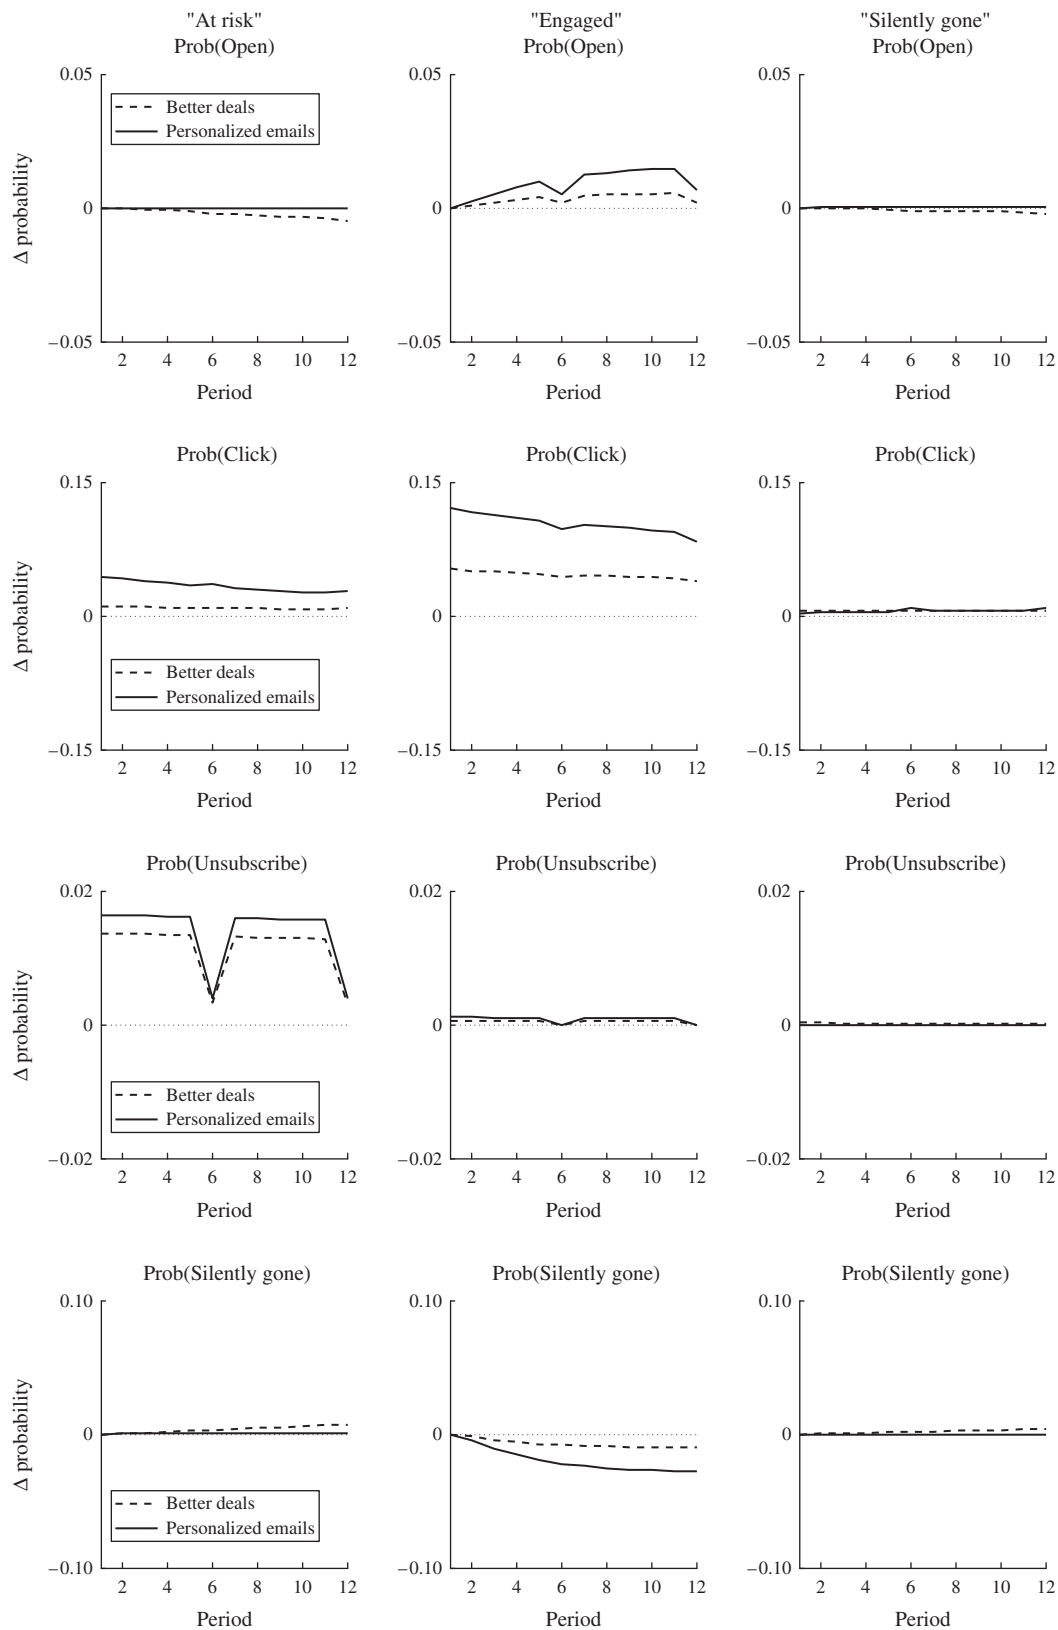 "At risk"
Prob(Open)
"Engaged"
Prob(Open)
"Silently gone"
Prob(Open)
Δ probability
0.05
0
−0.05
Better deals
Personalized emails
2 4 6 8 10 12
Period
0.05
0
−0.05
2 4 6 8 10 12
Period
0.05
0
−0.05
2 4 6 8 10 12
Period
Prob(Click)
Δ probability
0.15
0
−0.15
Better deals
Personalized emails
2 4 6 8 10 12
Period
Prob(Click)
0.15
0
−0.15
2 4 6 8 10 12
Period
Prob(Click)
0.15
0
−0.15
2 4 6 8 10 12
Period
Prob(Unsubscribe)
Δ probability
0.02
0
−0.02
Better deals
Personalized emails
2 4 6 8 10 12
Period
Prob(Unsubscribe)
0.02
0
−0.02
2 4 6 8 10 12
Period
Prob(Unsubscribe)
0.02
0
−0.02
2 4 6 8 10 12
Period
Prob(Silently gone)
Δ probability
0.10
0
−0.10
Better deals
Personalized emails
2 4 6 8 10 12
Period
Prob(Silently gone)
0.10
0
−0.10
2 4 6 8 10 12
Period
Prob(Silently gone)
0.10
0
−0.10
2 4 6 8 10 12
Period